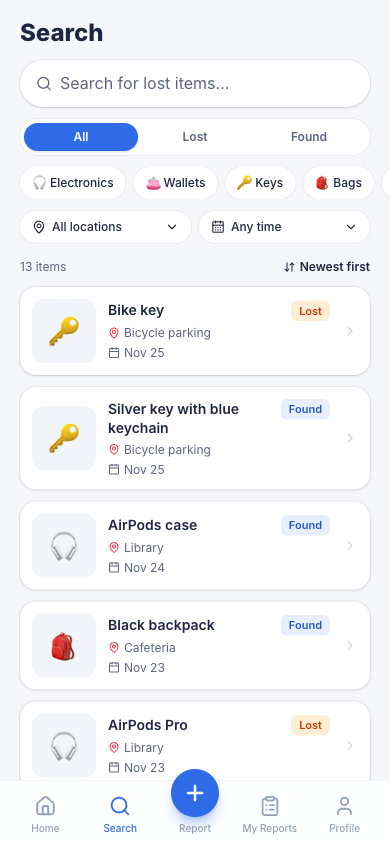 Search
Search for lost items...
All Lost Found
Electronics Wallets Keys Bags
All locations Any time
13 items Newest first
Bike key Lost
Bicycle parking
Nov 25
Silver key with blue Found
keychain
Bicycle parking
Nov 25
AirPods case Found
Library
Nov 24
Black backpack Found
Cafeteria
Nov 23
AirPods Pro Lost
Library
Nov 23
Home Search Report My Reports Profile